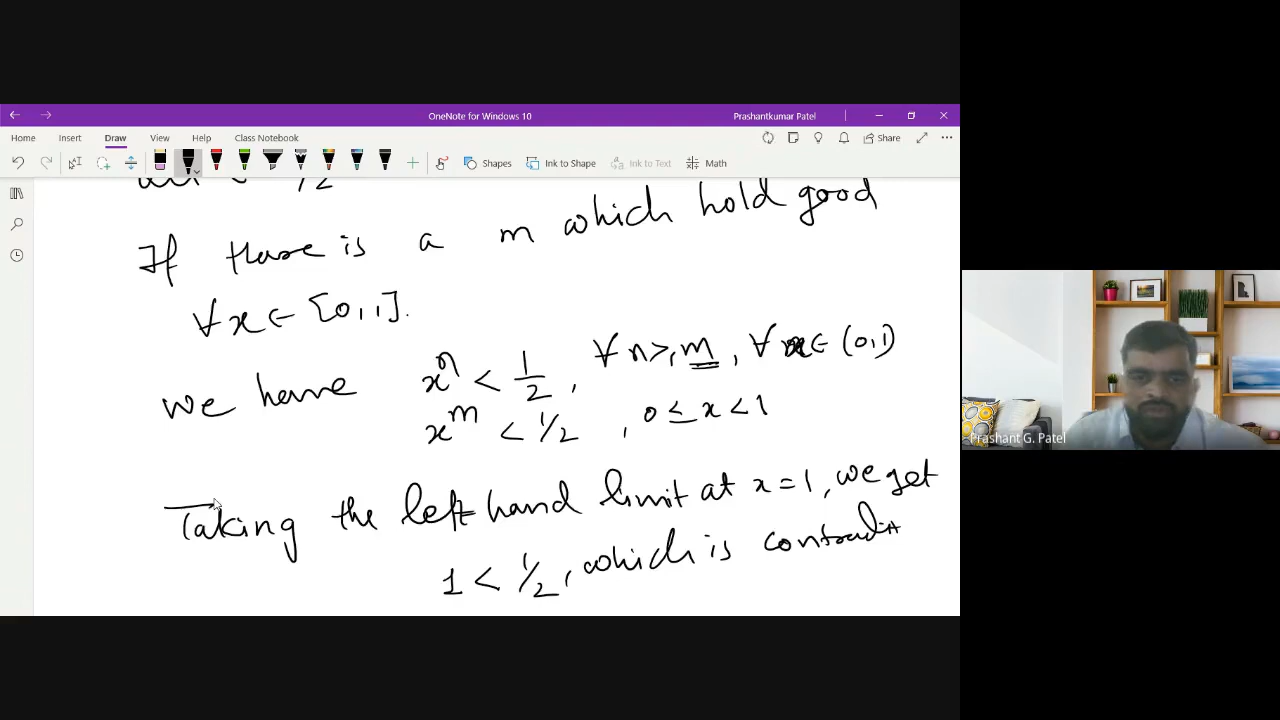 OneNote for Windows 10
Prashantkumar Patel
Home Insert Draw View Help Class Notebook
Share
Shapes Ink to Shape Ink to Text Math
1/2
If there is a m which hold good
∀x∈[0,1].
we have xⁿ < 1/2, ∀ n≥m, ∀ x∈(0,1)
xᵐ < 1/2, 0 ≤ x < 1
Taking the left hand limit at x=1, we get
1 < 1/2, which is
Prashant G. Patel